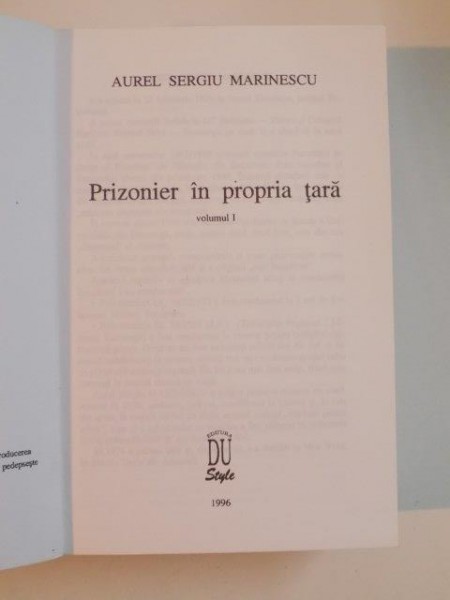 AUREL SERGIU MARINESCU
Prizonier în propria ţară
volumul I
EDITURA
DU
Style
1996
roducerea
pedepseşte